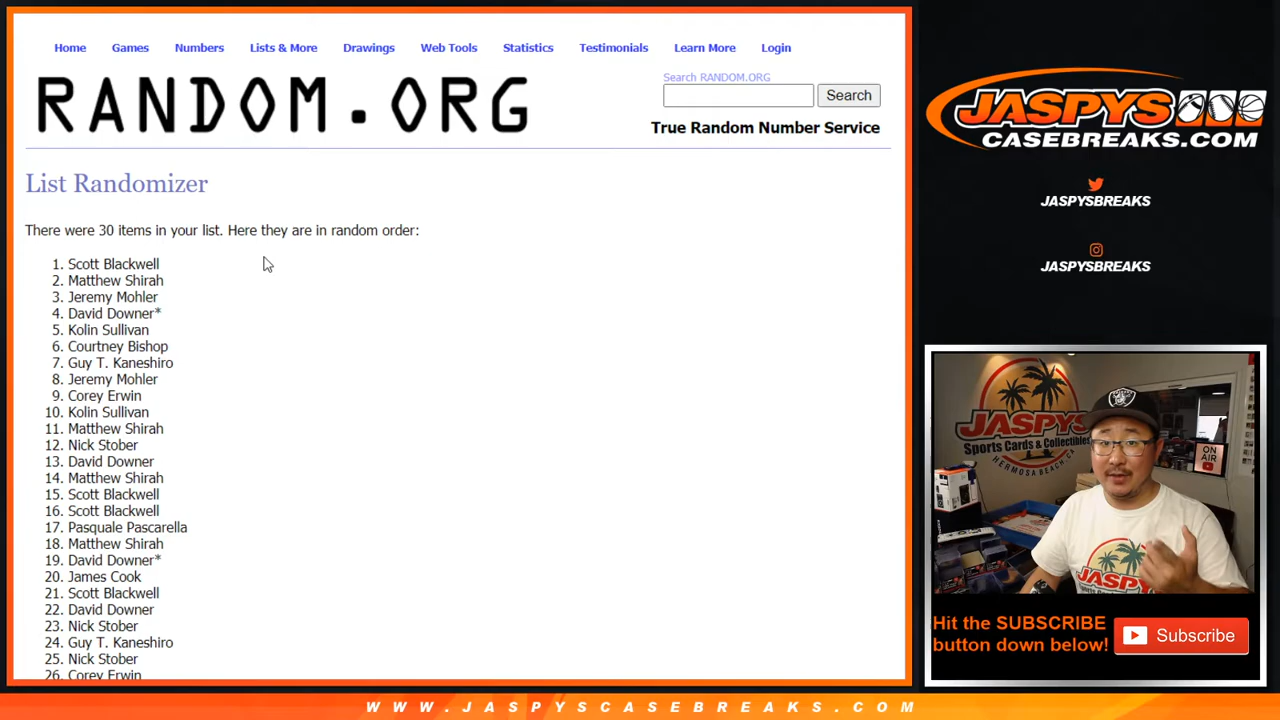 Home Games Numbers Lists & More Drawings Web Tools Statistics Testimonials Learn More Login
RANDOM.ORG
Search RANDOM.ORG
Search
True Random Number Service
List Randomizer
There were 30 items in your list. Here they are in random order:
1. Scott Blackwell
2. Matthew Shirah
3. Jeremy Mohler
4. David Downer*
5. Kolin Sullivan
6. Courtney Bishop
7. Guy T. Kaneshiro
8. Jeremy Mohler
9. Corey Erwin
10. Kolin Sullivan
11. Matthew Shirah
12. Nick Stober
13. David Downer
14. Matthew Shirah
15. Scott Blackwell
16. Scott Blackwell
17. Pasquale Pascarella
18. Matthew Shirah
19. David Downer*
20. James Cook
21. Scott Blackwell
22. David Downer
23. Nick Stober
24. Guy T. Kaneshiro
25. Nick Stober
26. Corey Erwin
JASPYS
CASEBREAKS.COM
JASPYSBREAKS
JASPYSBREAKS
JASPYS
Sports Cards & Collectibles
HERMOSA BEACH, CA
ON
AIR
JASPYS
Hit the SUBSCRIBE
button down below!
Subscribe
WWW.JASPYSCASEBREAKS.COM